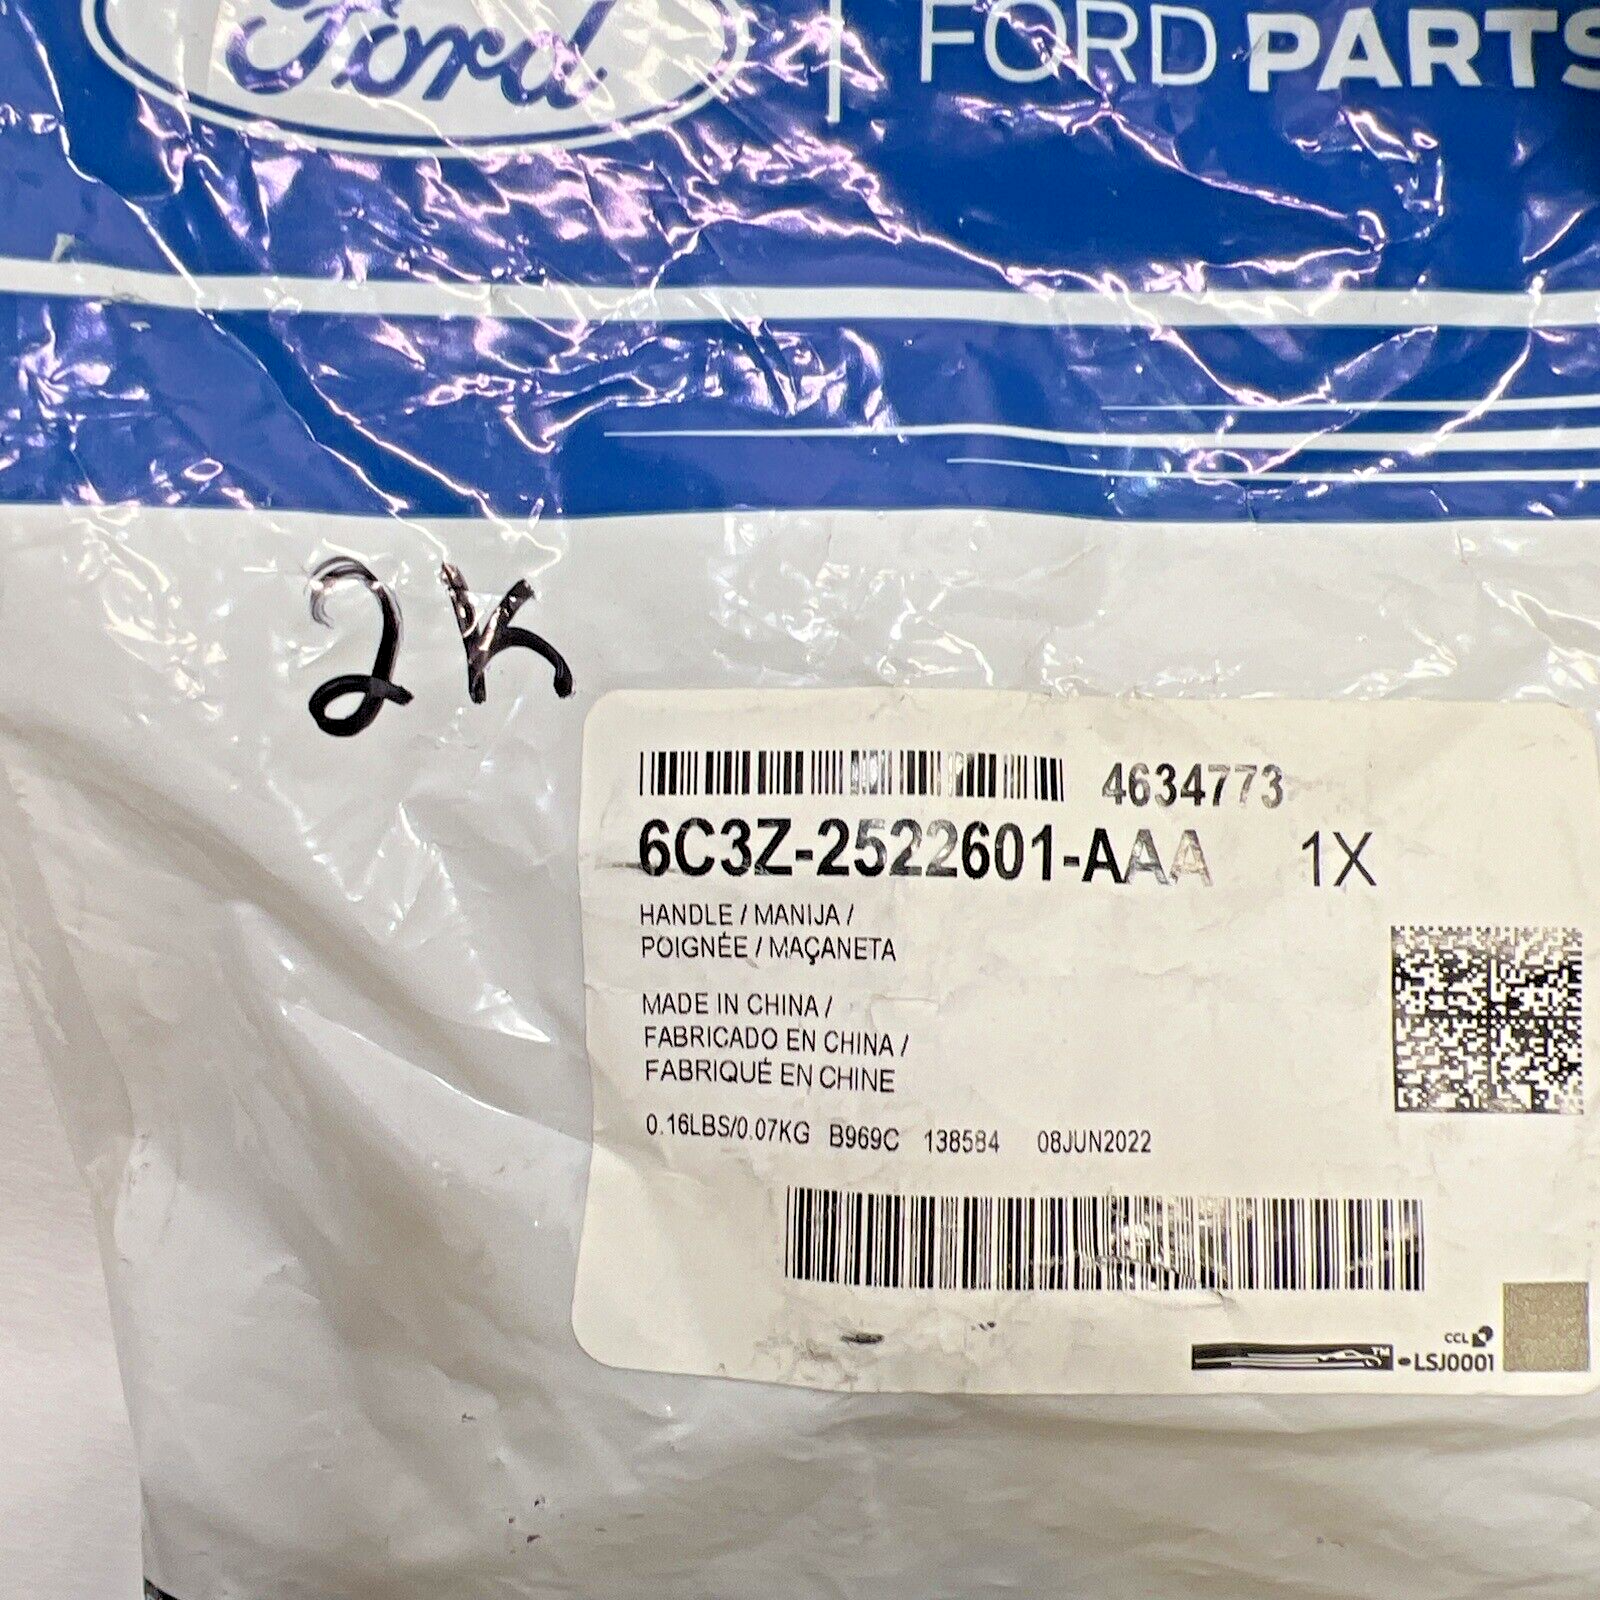 Ford
FORD PARTS
2K
4634773
6C3Z-2522601-AAA 1X
HANDLE / MANIJA /
POIGNÉE / MAÇANETA
MADE IN CHINA /
FABRICADO EN CHINA /
FABRIQUÉ EN CHINE
0.16LBS/0.07KG B969C 138584 08JUN2022
CCL
TM -LSJ0001